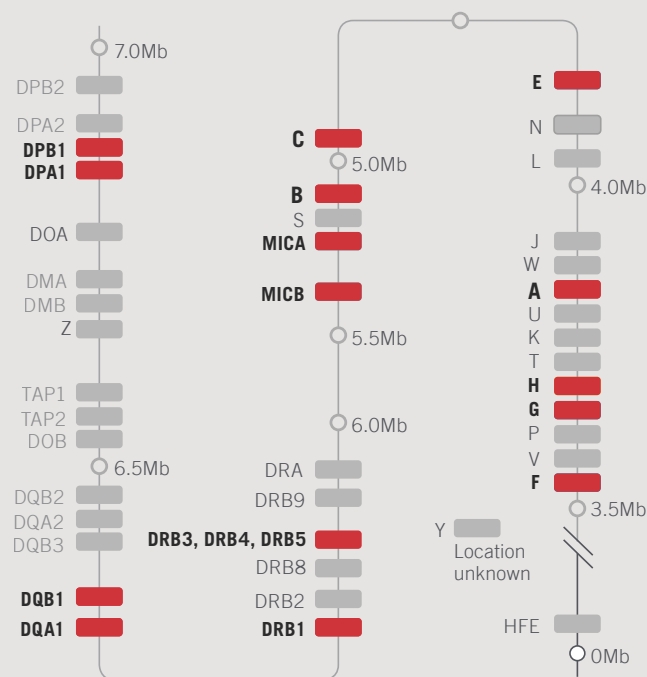 7.0Mb
DPB2
DPA2
DPB1
DPA1
DOA
DMA
DMB
Z
TAP1
TAP2
DOB
6.5Mb
DQB2
DQA2
DQB3
DQB1
DQA1
C
5.0Mb
B
S
MICA
MICB
5.5Mb
6.0Mb
DRA
DRB9
DRB3, DRB4, DRB5
DRB8
DRB2
DRB1
E
N
L
4.0Mb
J
W
A
U
K
T
H
G
P
V
F
3.5Mb
Y
Location
unknown
HFE
0Mb